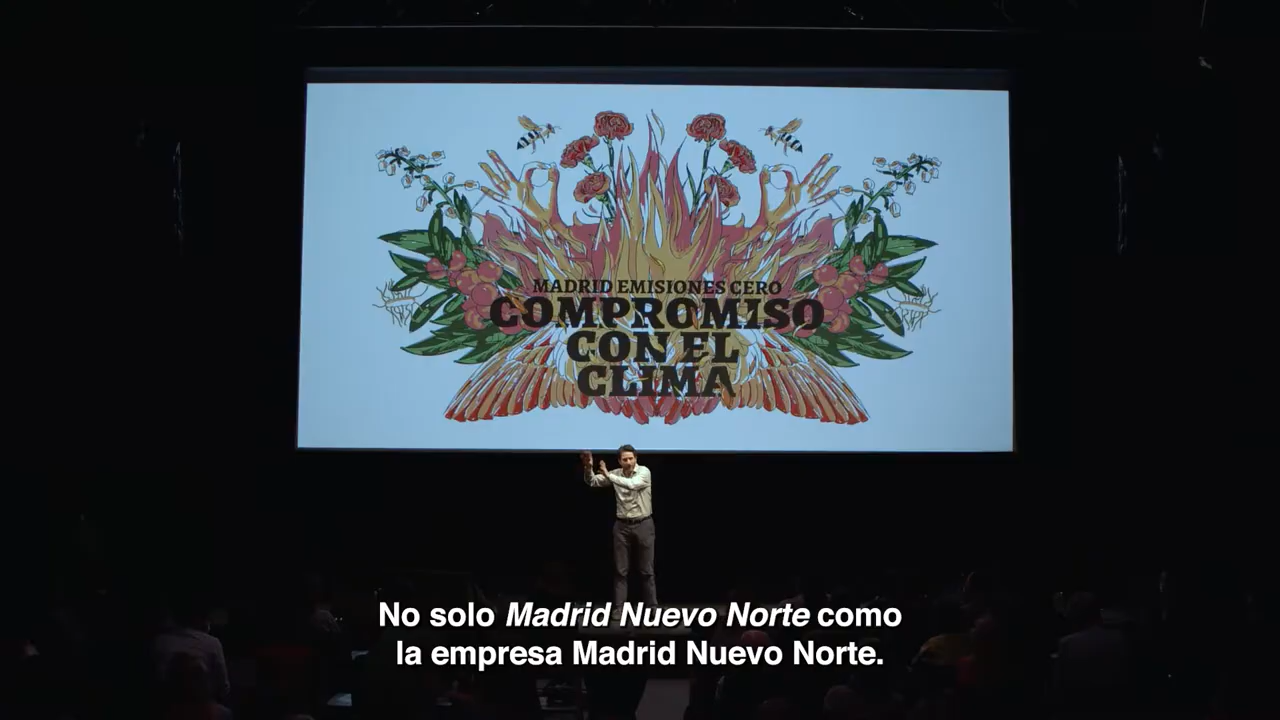 MADRID EMISIONES CERO
COMPROMISO
CON EL
CLIMA
No solo Madrid Nuevo Norte como
la empresa Madrid Nuevo Norte.